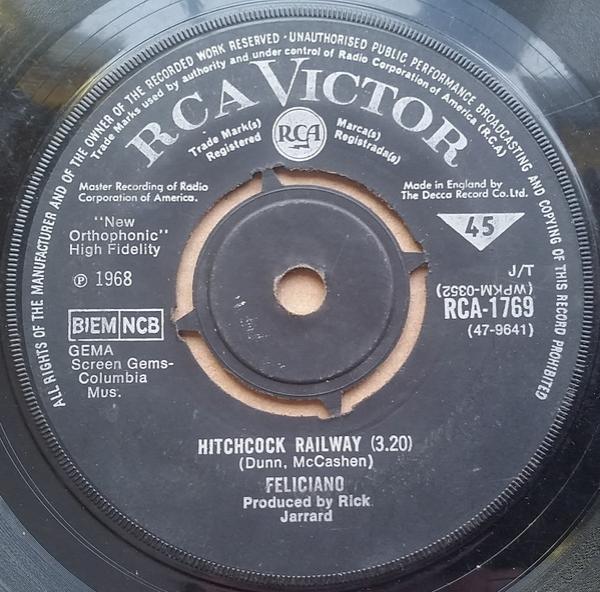 ALL RIGHTS OF THE MANUFACTURER AND OF THE OWNER OF THE RECORDED WORK RESERVED · UNAUTHORISED PUBLIC PERFORMANCE BROADCASTING AND COPYING OF THIS RECORD PROHIBITED
Trade Marks used by authority and under control of Radio Corporation of America (RCA)
RCA VICTOR
Trade Mark(s)
Registered
RCA
Marca(s)
Registrada(s)
Master Recording of Radio
Corporation of America.
Made in England by
The Decca Record Co. Ltd.
"New
Orthophonic"
High Fidelity
45
℗ 1968
J/T
(WPKM-0352)
RCA-1769
(47-9641)
BIEM NCB
GEMA
Screen Gems-
Columbia
Mus.
HITCHCOCK RAILWAY (3.20)
(Dunn, McCashen)
FELICIANO
Produced by Rick
Jarrard